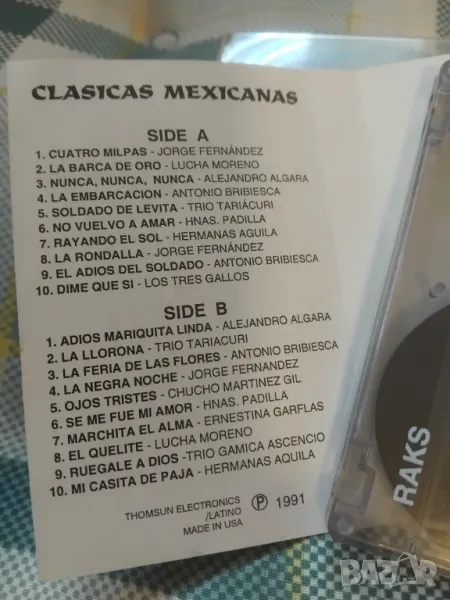 CLASICAS MEXICANAS
SIDE A
1. CUATRO MILPAS - JORGE FERNÁNDEZ
2. LA BARCA DE ORO - LUCHA MORENO
3. NUNCA, NUNCA, NUNCA - ALEJANDRO ALGARA
4. LA EMBARCACION - ANTONIO BRIBIESCA
5. SOLDADO DE LEVITA - TRIO TARIÁCURI
6. NO VUELVO A AMAR - HNAS. PADILLA
7. RAYANDO EL SOL - HERMANAS AGUILA
8. LA RONDALLA - JORGE FERNÁNDEZ
9. EL ADIOS DEL SOLDADO - ANTONIO BRIBIESCA
10. DIME QUE SI - LOS TRES GALLOS
SIDE B
1. ADIOS MARIQUITA LINDA - ALEJANDRO ALGARA
2. LA LLORONA - TRIO TARIACURI
3. LA FERIA DE LAS FLORES - ANTONIO BRIBIESCA
4. LA NEGRA NOCHE - JORGE FERNANDEZ
5. OJOS TRISTES - CHUCHO MARTINEZ GIL
6. SE ME FUE MI AMOR - HNAS. PADILLA
7. MARCHITA EL ALMA - ERNESTINA GARFLAS
8. EL QUELITE - LUCHA MORENO
9. RUEGALE A DIOS -TRIO GAMICA ASCENCIO
10. MI CASITA DE PAJA - HERMANAS AQUILA
THOMSUN ELECTRONICS
/LATINO
MADE IN USA
Ⓟ 1991
RAKS
BAZAR